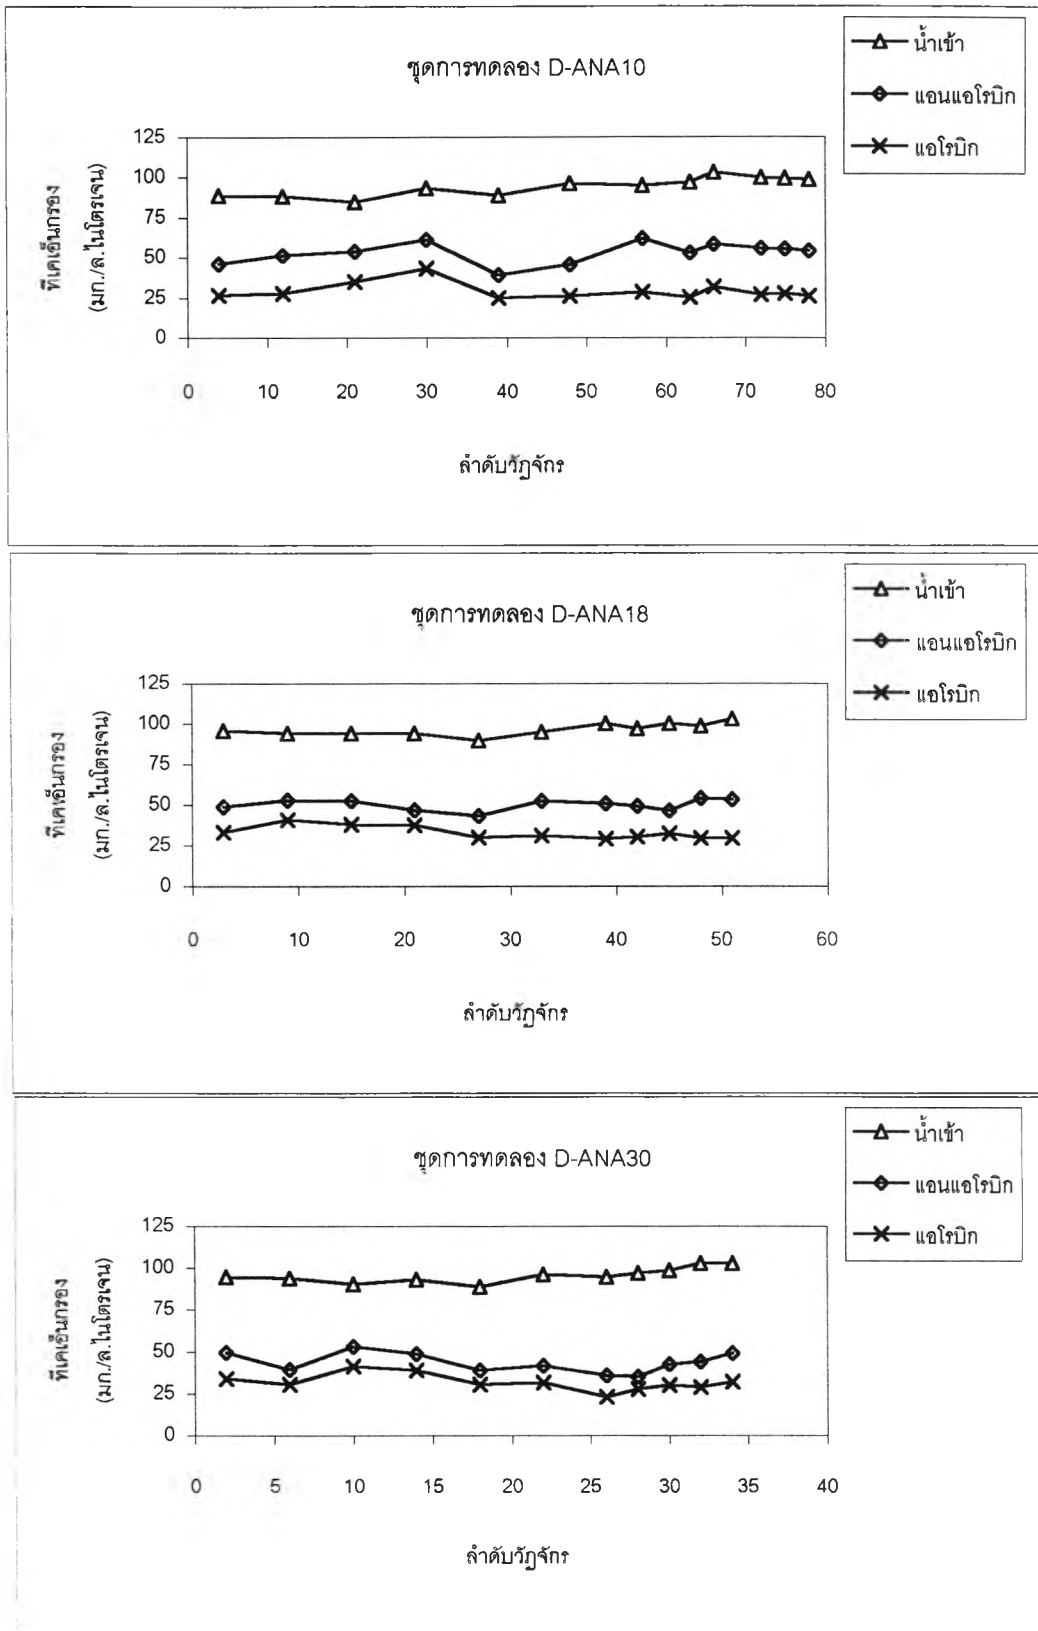 ชุดการทดลอง D-ANA10
น้ำเข้า
แอนแอโรบิก
แอโรบิก
ทีเคเอ็นกรอง
(มก./ล.ไนโตรเจน)
125
100
75
50
25
0
0 10 20 30 40 50 60 70 80
ลำดับวัฏจักร
ชุดการทดลอง D-ANA18
น้ำเข้า
แอนแอโรบิก
แอโรบิก
ทีเคเอ็นกรอง
(มก./ล.ไนโตรเจน)
125
100
75
50
25
0
0 10 20 30 40 50 60
ลำดับวัฏจักร
ชุดการทดลอง D-ANA30
น้ำเข้า
แอนแอโรบิก
แอโรบิก
ทีเคเอ็นกรอง
(มก./ล.ไนโตรเจน)
125
100
75
50
25
0
0 5 10 15 20 25 30 35 40
ลำดับวัฏจักร